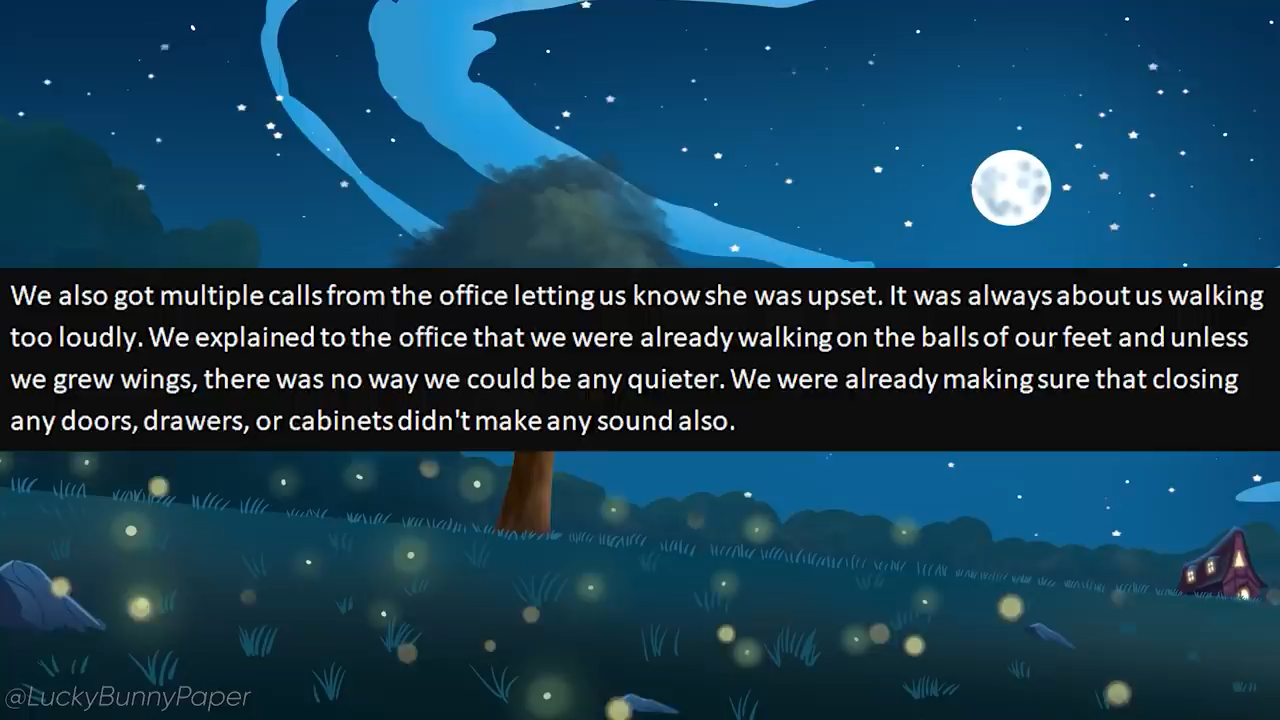 We also got multiple calls from the office letting us know she was upset. It was always about us walking
too loudly. We explained to the office that we were already walking on the balls of our feet and unless
we grew wings, there was no way we could be any quieter. We were already making sure that closing
any doors, drawers, or cabinets didn't make any sound also.
@LuckyBunnyPaper